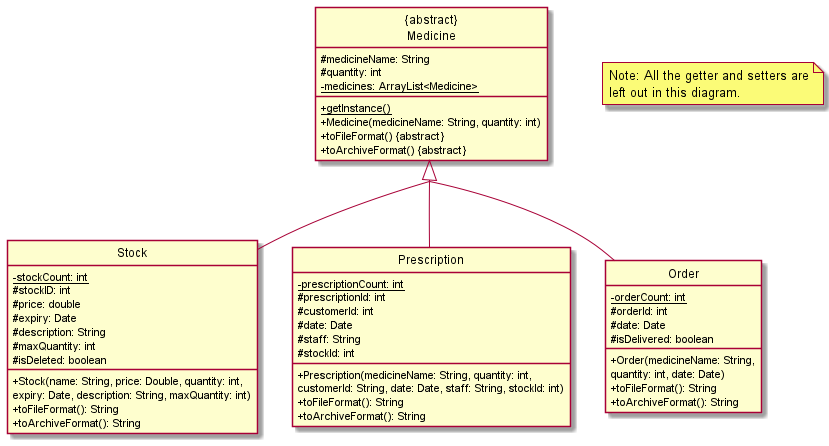 {abstract}
Medicine
#medicineName: String
#quantity: int
-medicines: ArrayList<Medicine>
+getInstance()
+Medicine(medicineName: String, quantity: int)
+toFileFormat() {abstract}
+toArchiveFormat() {abstract}
Note: All the getter and setters are
left out in this diagram.
Stock
-stockCount: int
#stockID: int
#price: double
#expiry: Date
#description: String
#maxQuantity: int
#isDeleted: boolean
+Stock(name: String, price: Double, quantity: int,
expiry: Date, description: String, maxQuantity: int)
+toFileFormat(): String
+toArchiveFormat(): String
Prescription
-prescriptionCount: int
#prescriptionId: int
#customerId: int
#date: Date
#staff: String
#stockId: int
+Prescription(medicineName: String, quantity: int,
customerId: String, date: Date, staff: String, stockId: int)
+toFileFormat(): String
+toArchiveFormat(): String
Order
-orderCount: int
#orderId: int
#date: Date
#isDelivered: boolean
+Order(medicineName: String,
quantity: int, date: Date)
+toFileFormat(): String
+toArchiveFormat(): String